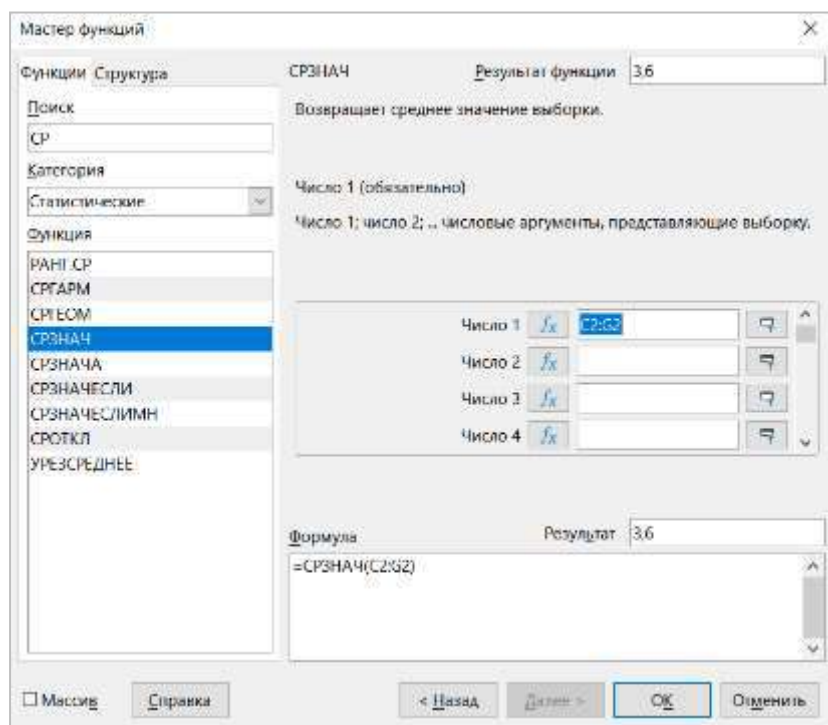 Мастер функций
Функции Структура
Поиск
СР
Категория
Статистические
Функция
РАНГ.СР
СРГАРМ
СРГЕОМ
СРЗНАЧ
СРЗНАЧА
СРЗНАЧЕСЛИ
СРЗНАЧЕСЛИМН
СРОТКЛ
УРЕЗСРЕДНЕЕ
СРЗНАЧ Результат функции 3,6
Возвращает среднее значение выборки.
Число 1 (обязательно)
Число 1; число 2; ... числовые аргументы, представляющие выборку.
Число 1 fx C2:G2
Число 2 fx
Число 3 fx
Число 4 fx
Формула Результат 3,6
=СРЗНАЧ(C2:G2)
Массив Справка < Назад Далее > ОК Отменить